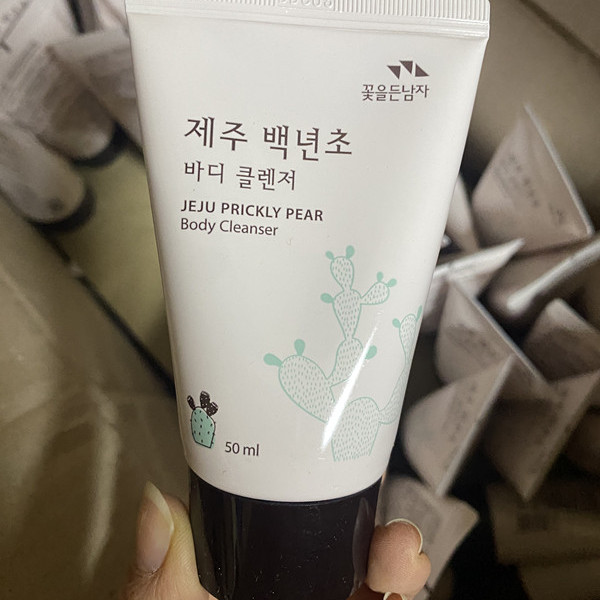 꽃을든남자
제주 백년초
바디 클렌저
JEJU PRICKLY PEAR
Body Cleanser
50 ml